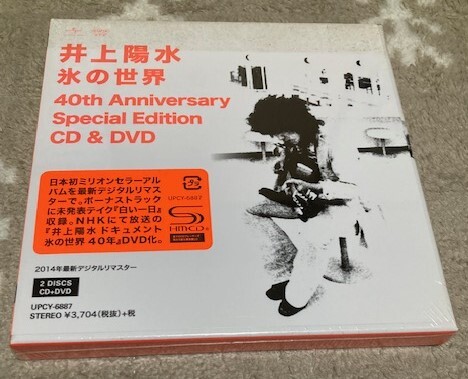 井上陽水
氷の世界
40th Anniversary
Special Edition
CD & DVD
日本初ミリオンセラーアル
バムを最新デジタルリマス
ターで。ボーナストラック
に未発表テイク『白い一日』
収録。NHKにて放送の
『井上陽水ドキュメント
氷の世界 40年』DVD化。
UPCY-6887
SHM-CD
2014年最新デジタルリマスター
2 DISCS
CD+DVD
UPCY-6887
STEREO ¥3,704(税抜)+税